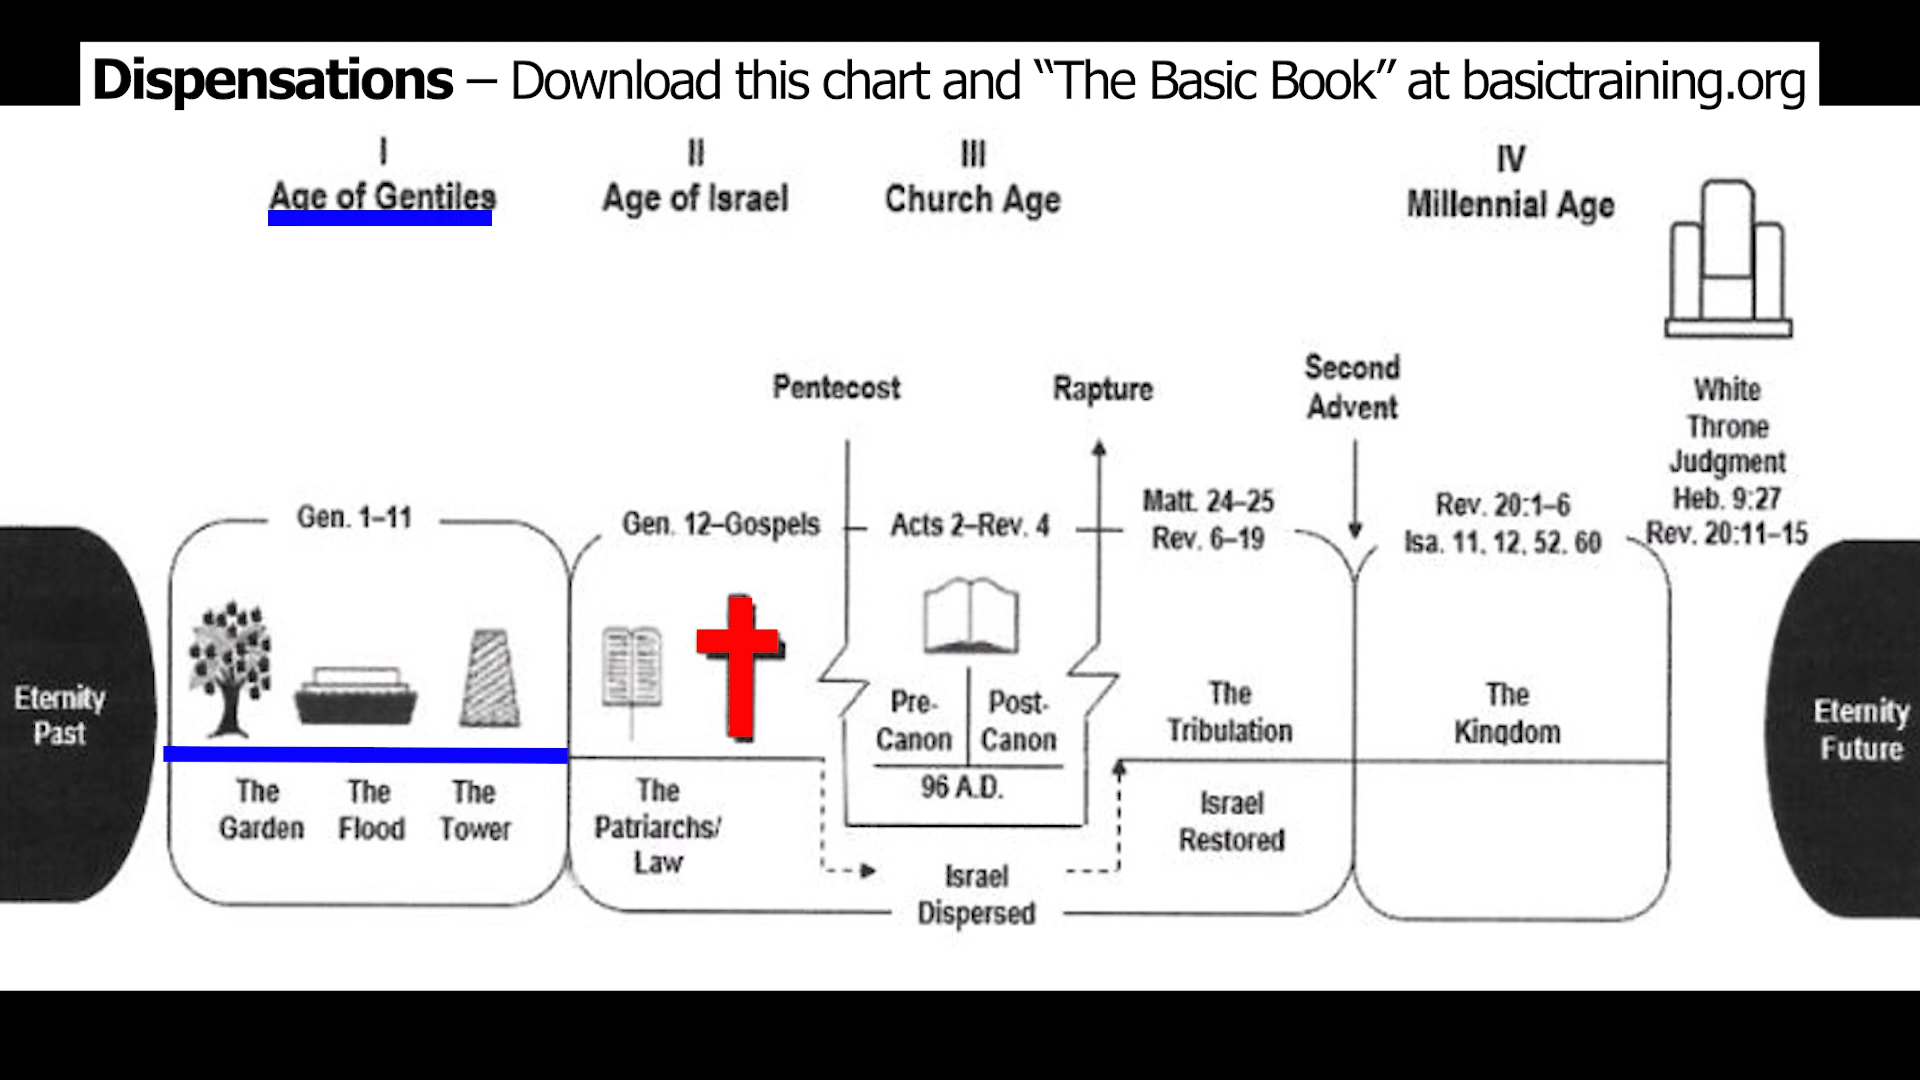 Dispensations – Download this chart and “The Basic Book” at basictraining.org
I
Age of Gentiles
II
Age of Israel
III
Church Age
IV
Millennial Age
Pentecost
Rapture
Second
Advent
White
Throne
Judgment
Heb. 9:27
Rev. 20:11–15
Gen. 1–11
Gen. 12–Gospels
Acts 2–Rev. 4
Matt. 24–25
Rev. 6–19
Rev. 20:1–6
Isa. 11, 12, 52, 60
Eternity
Past
The
Garden
The
Flood
The
Tower
The
Patriarchs/
Law
Pre-
Canon
Post-
Canon
96 A.D.
Israel
Dispersed
The
Tribulation
Israel
Restored
The
Kingdom
Eternity
Future